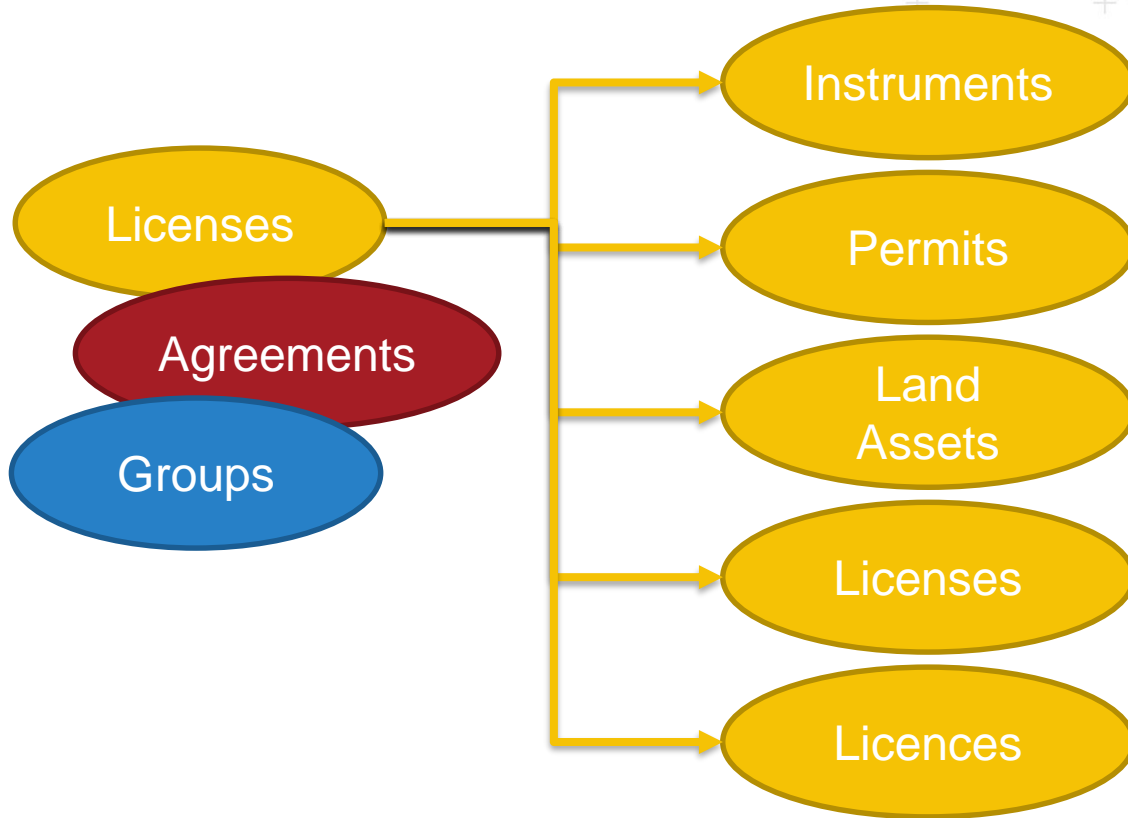 Licenses
Agreements
Groups
Instruments
Permits
Land
Assets
Licenses
Licences